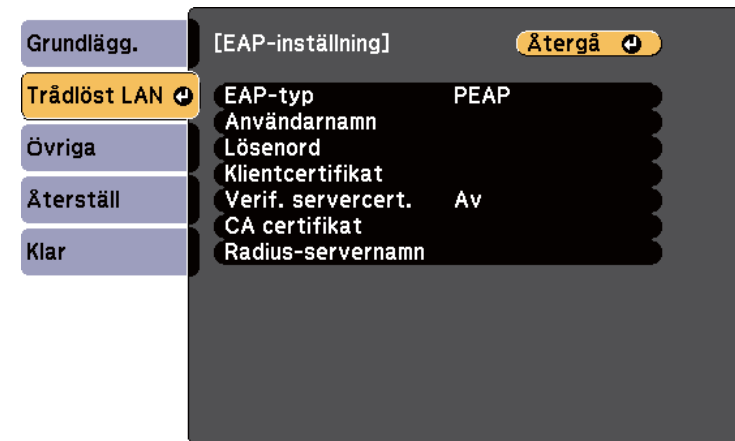 Grundlägg.
Trådlöst LAN
Övriga
Återställ
Klar
[EAP-inställning] Återgå
EAP-typ PEAP
Användarnamn
Lösenord
Klientcertifikat
Verif. servercert. Av
CA certifikat
Radius-servernamn